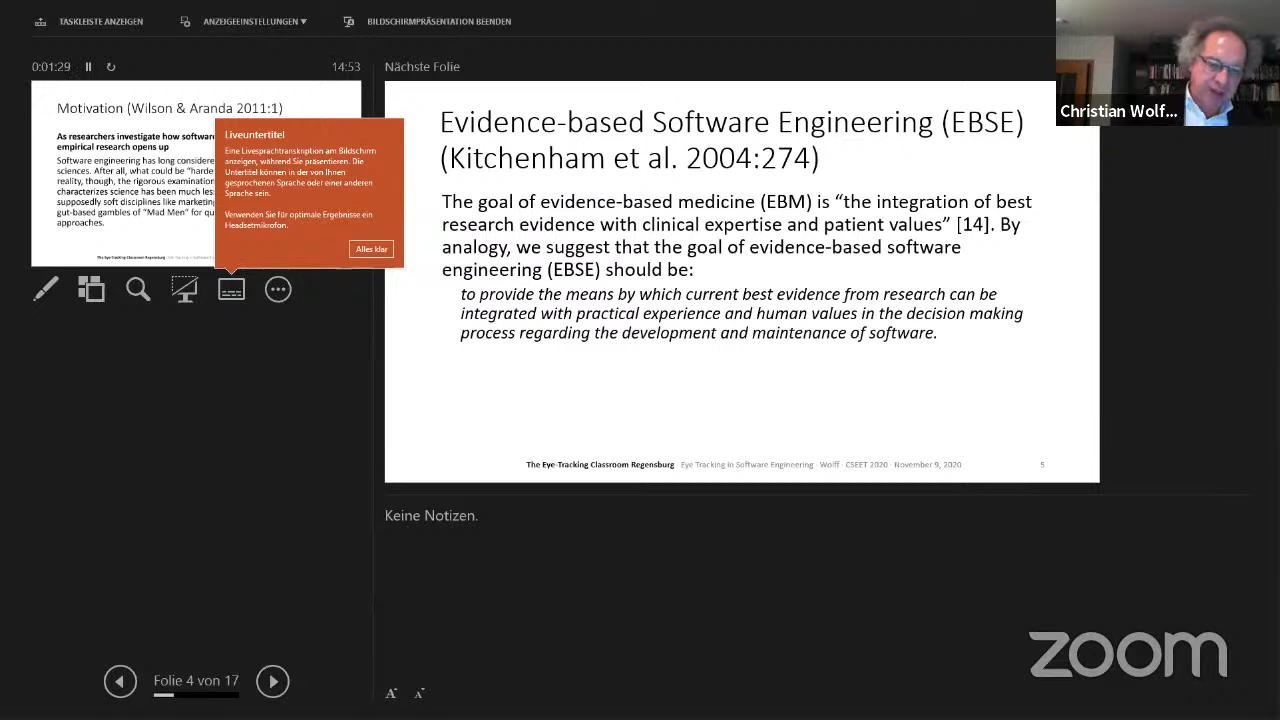 TASKLEISTE ANZEIGEN
ANZEIGEEINSTELLUNGEN ▼
BILDSCHIRMPRÄSENTATION BEENDEN
0:01:29
14:53
Motivation (Wilson & Aranda 2011:1)
As researchers investigate how software
empirical research opens up
Software engineering has long considere
sciences. After all, what could be "harde
reality, though, the rigorous examination
characterizes science has been much les
supposedly soft disciplines like marketing
gut-based gambles of "Mad Men" for qu
approaches.
Liveuntertitel
Eine Livesprachtranskription am Bildschirm
anzeigen, während Sie präsentieren. Die
Untertitel können in der von Ihnen
gesprochenen Sprache oder einer anderen
Sprache sein.
Verwenden Sie für optimale Ergebnisse ein
Headsetmikrofon.
Alles klar
The Eye-Tracking Classroom Regensburg
Folie 4 von 17
Nächste Folie
Evidence-based Software Engineering (EBSE)
(Kitchenham et al. 2004:274)
The goal of evidence-based medicine (EBM) is “the integration of best
research evidence with clinical expertise and patient values” [14]. By
analogy, we suggest that the goal of evidence-based software
engineering (EBSE) should be:
to provide the means by which current best evidence from research can be
integrated with practical experience and human values in the decision making
process regarding the development and maintenance of software.
The Eye-Tracking Classroom Regensburg · Eye Tracking in Software Engineering · Wolff · CSEET 2020 · November 9, 2020
5
Keine Notizen.
A A
Christian Wolf...
zoom